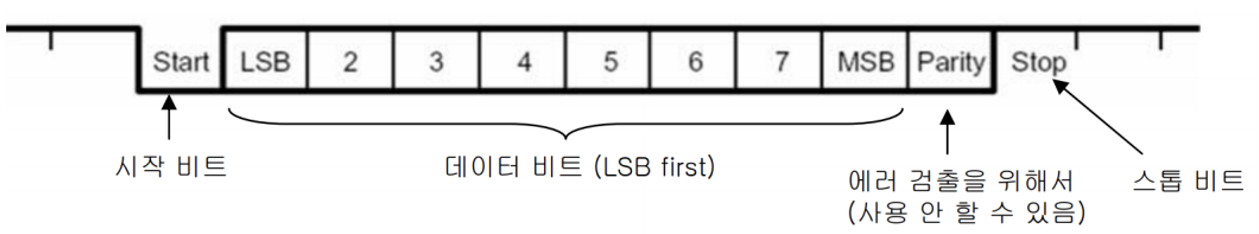 Start LSB 2 3 4 5 6 7 MSB Parity Stop
시작 비트
데이터 비트 (LSB first)
에러 검출을 위해서
(사용 안 할 수 있음)
스톱 비트